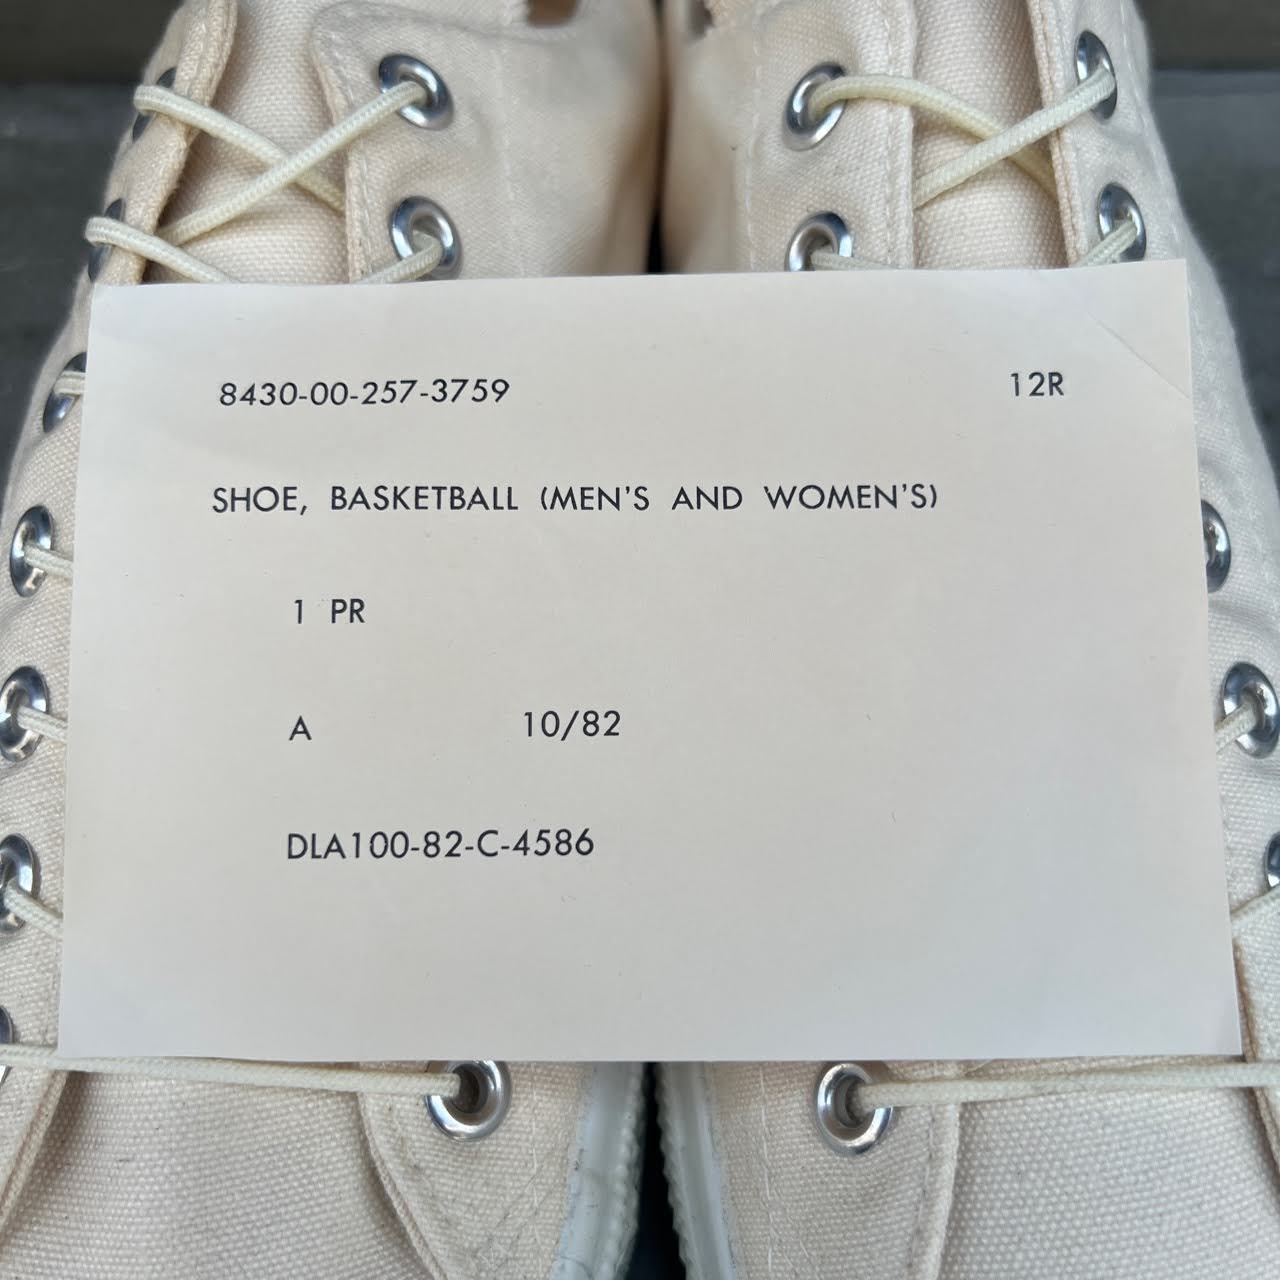 8430-00-257-3759 12R
SHOE, BASKETBALL (MEN'S AND WOMEN'S)
1 PR
A 10/82
DLA100-82-C-4586